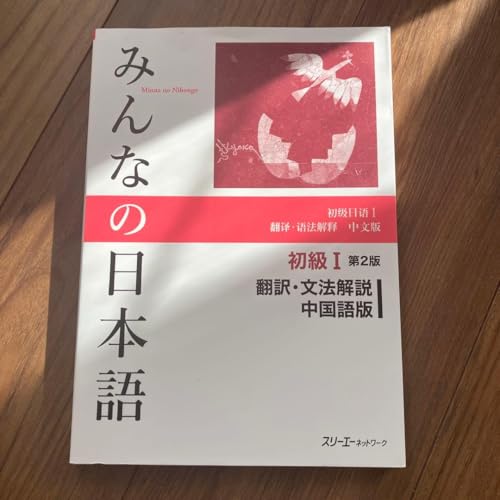 みんなの日本語
Minna no Nihongo
初级日语 I
翻译・语法解释 中文版
初級 I 第2版
翻訳・文法解説
中国語版
スリーエーネットワーク